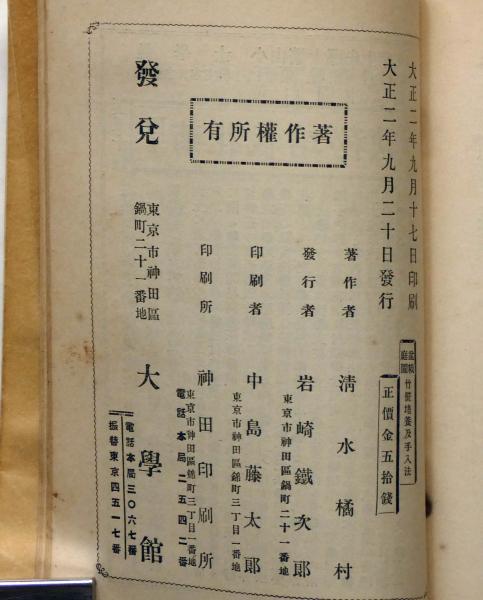 大正二年九月十七日印刷
大正二年九月二十日發行
盆栽庭園
竹類培養及手入法
正價金五拾錢
著作權所有
著作者 清水橘村
發行者 岩崎鐵次郎
東京市神田區鍋町二十一番地
印刷者 中島藤太郎
東京市神田區錦町三丁目一番地
印刷所 神田印刷所
東京市神田區錦町三丁目一番地
電話本局二五四二番
發兌
東京市神田區
鍋町二十一番地
大學館
電話本局三〇六七番
振替東京四五一七番